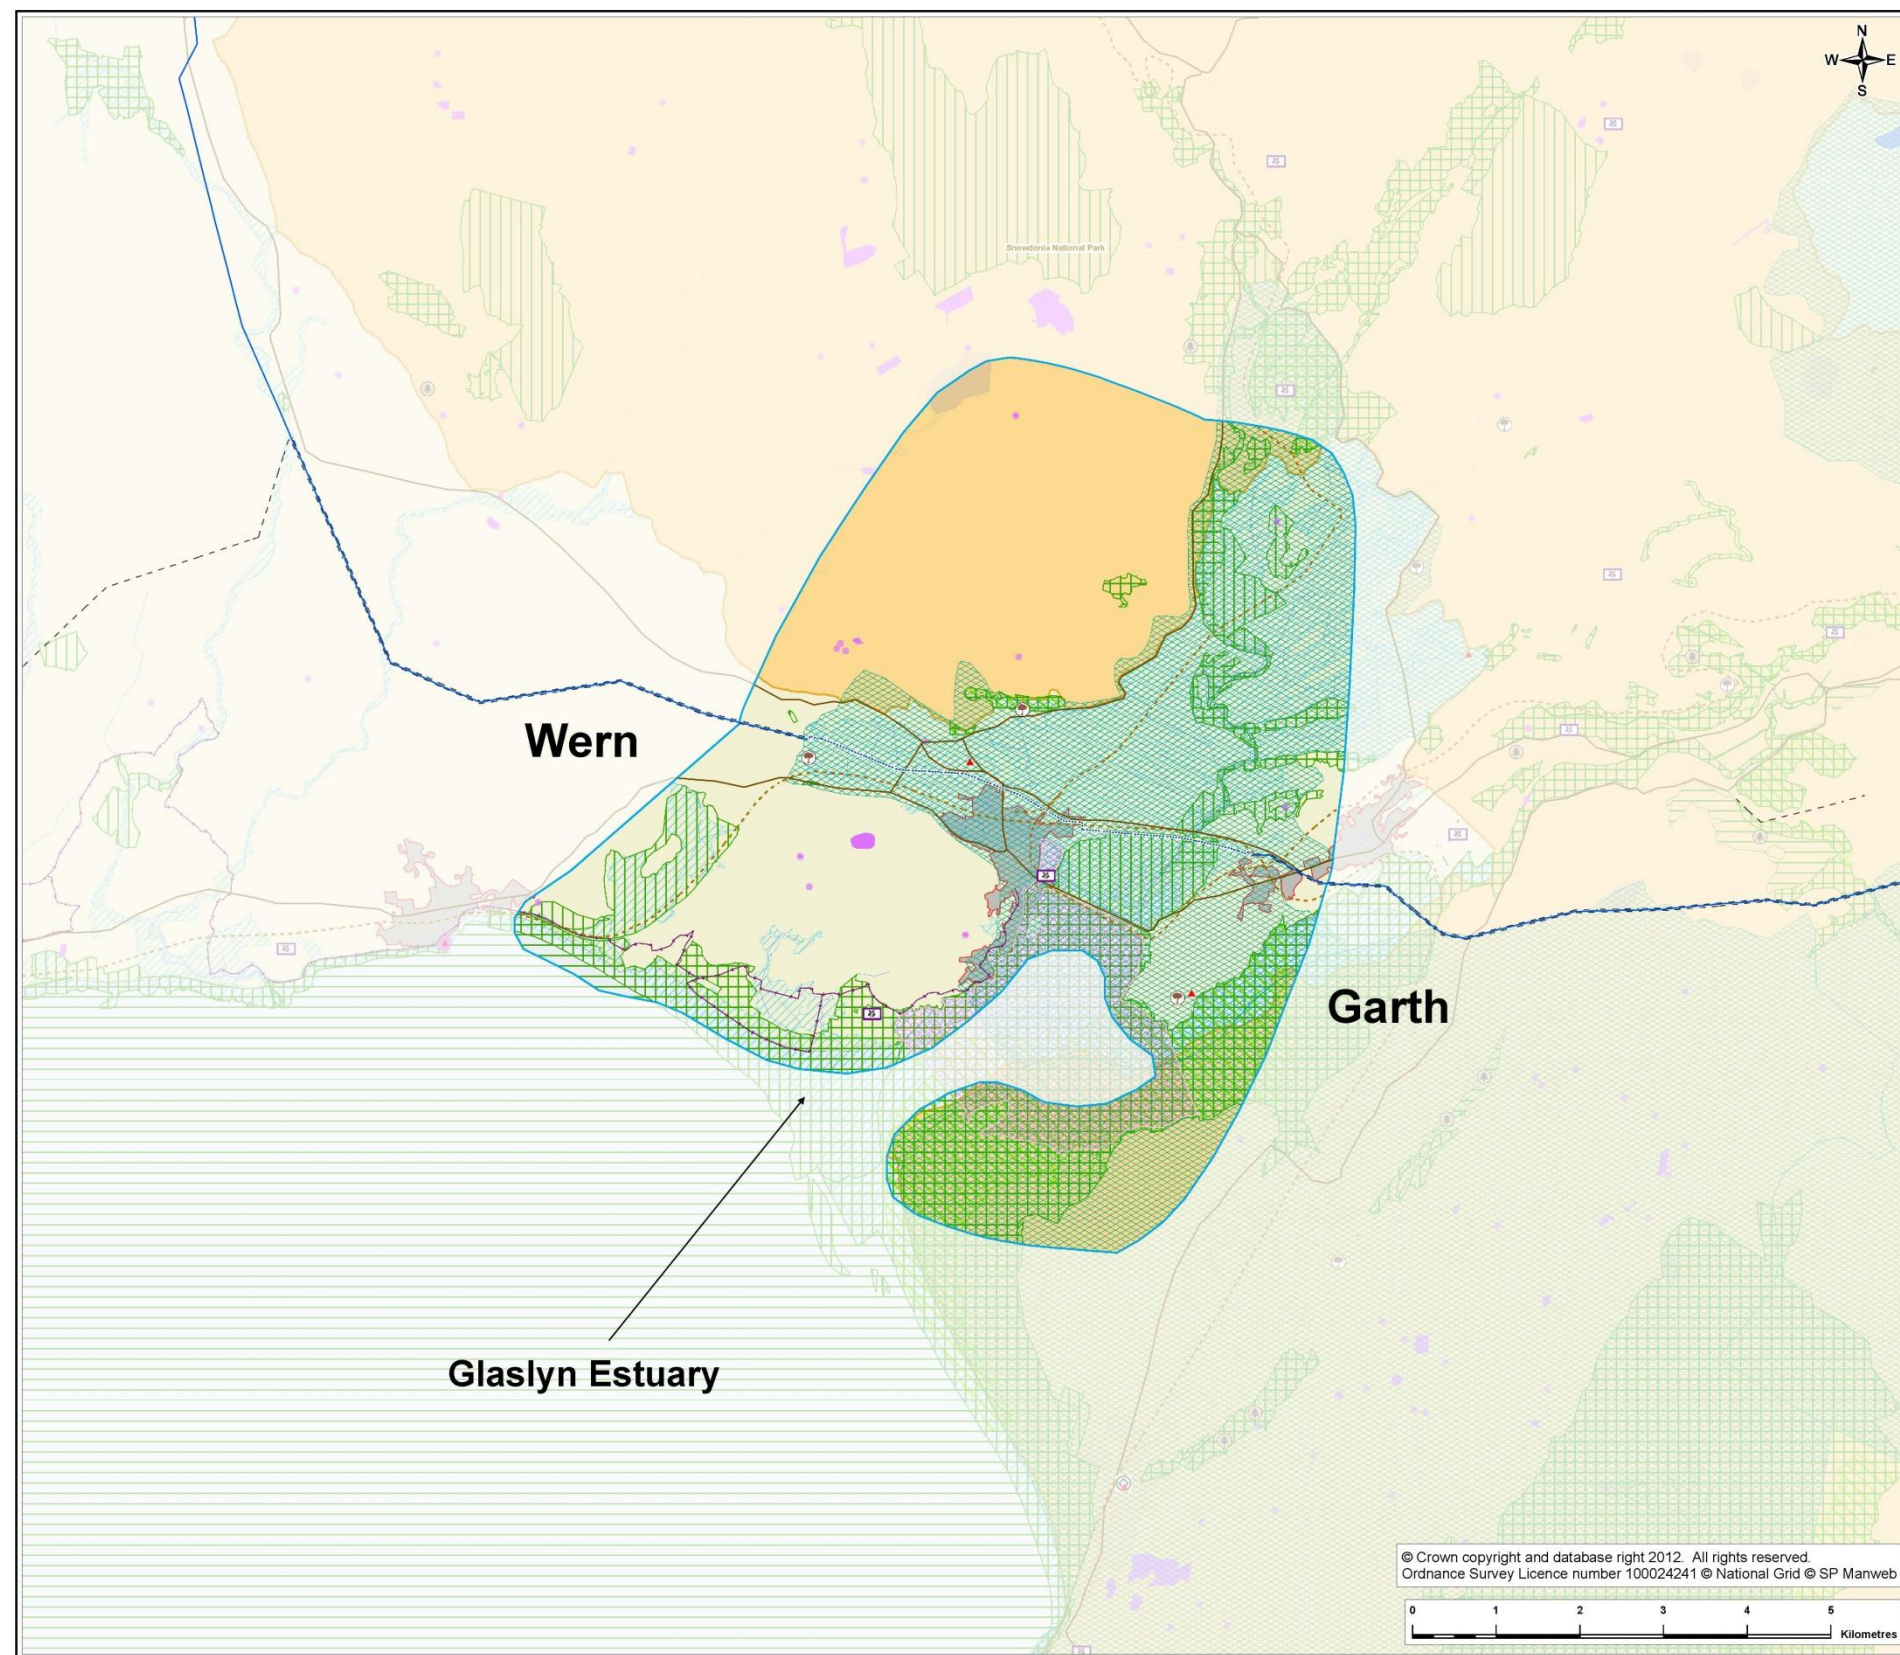 N
W E
S
Snowdonia National Park
Wern
Garth
Glaslyn Estuary
© Crown copyright and database right 2012. All rights reserved.
Ordnance Survey Licence number 100024241 © National Grid © SP Manweb
0 1 2 3 4 5
Kilometres